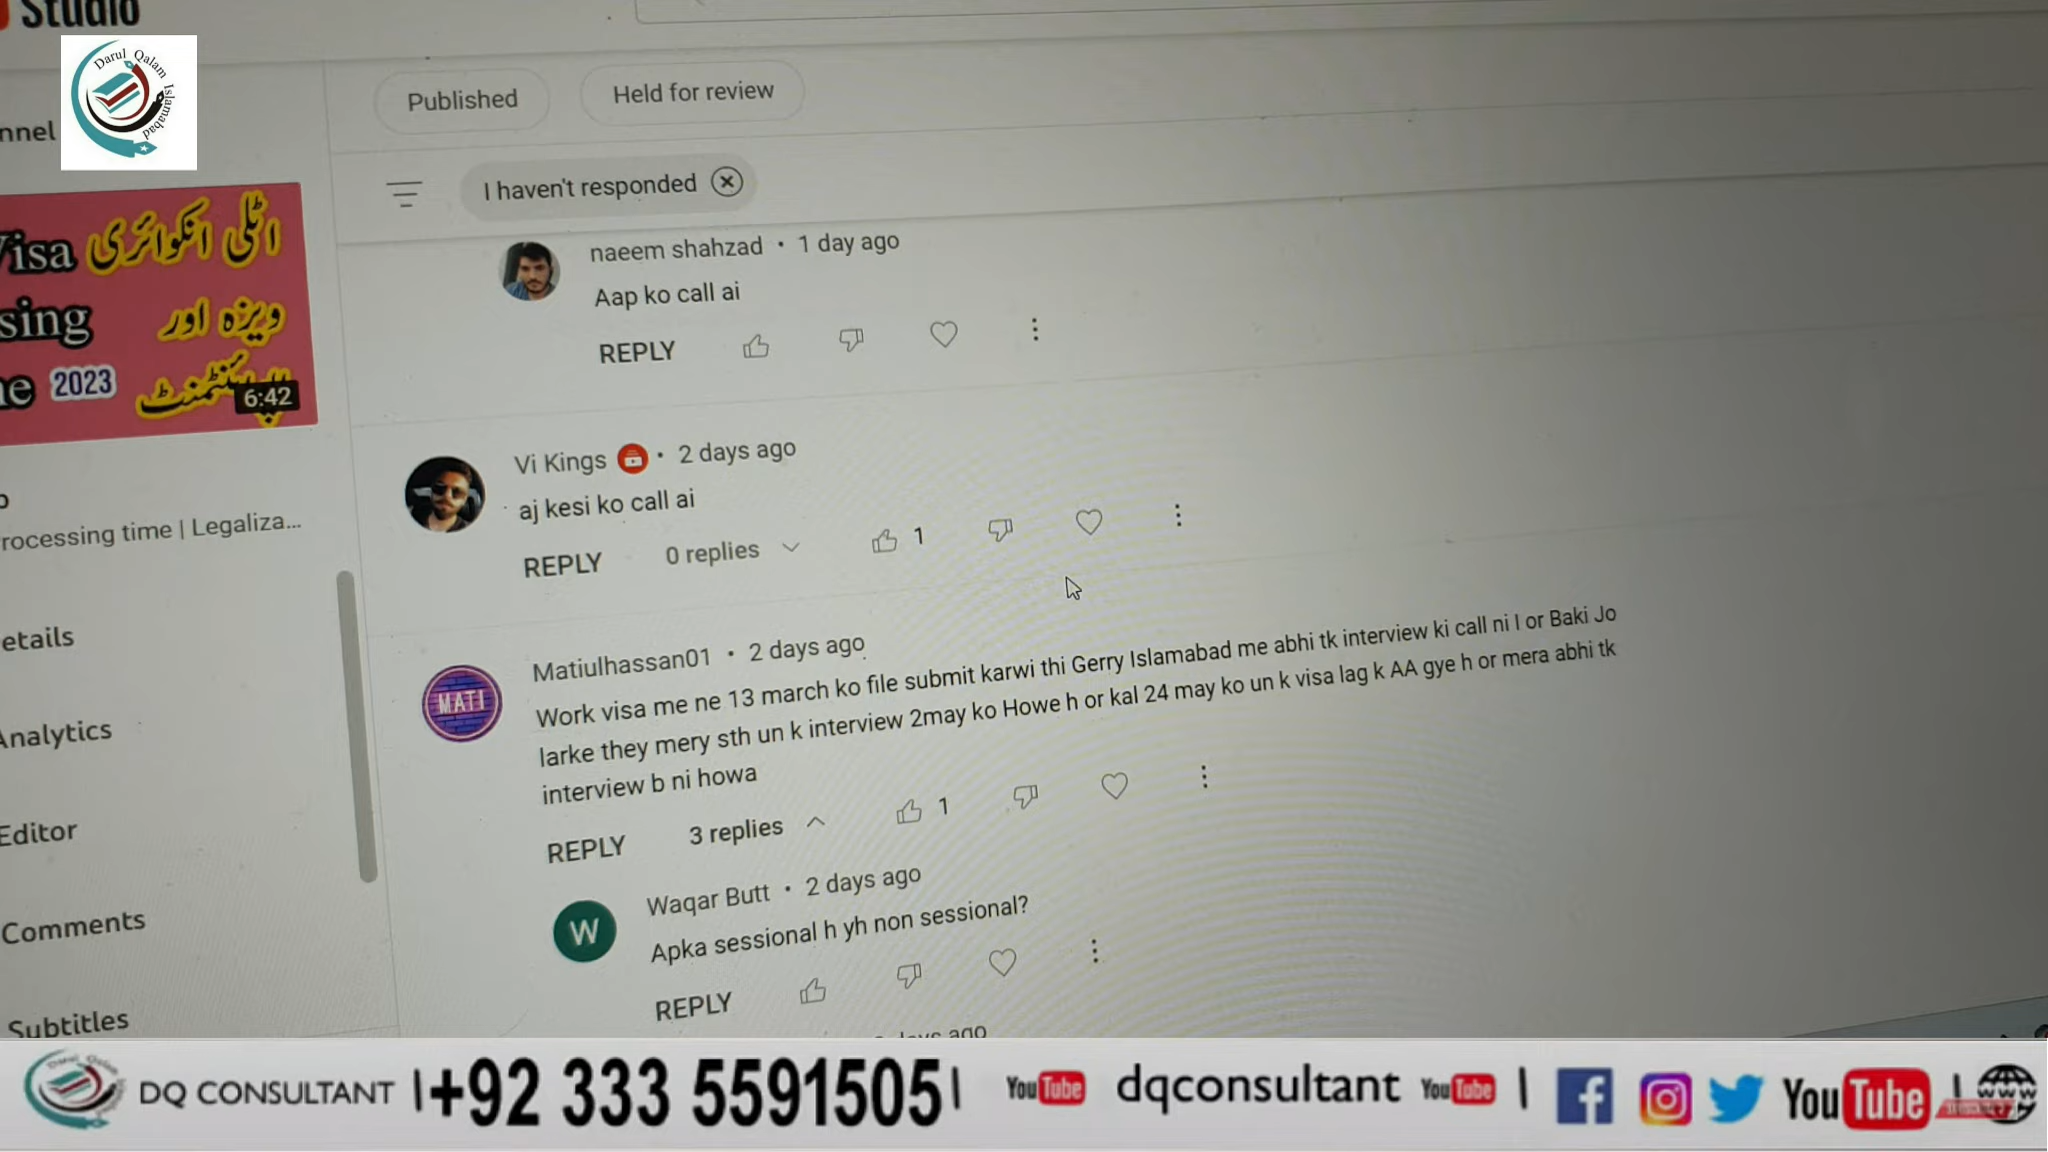 Studio
Darul Qalam Islamabad
nnel
Published
Held for review
I haven't responded
Visa اٹلی انکوائری
sing ویزہ اور
ne 2023 اپائنٹمنٹ
6:42
rocessing time | Legaliza...
etails
Analytics
Editor
Comments
Subtitles
naeem shahzad • 1 day ago
Aap ko call ai
REPLY
Vi Kings • 2 days ago
aj kesi ko call ai
REPLY 0 replies 1
MATI
Matiulhassan01 • 2 days ago
Work visa me ne 13 march ko file submit karwi thi Gerry Islamabad me abhi tk interview ki call ni I or Baki Jo
larke they mery sth un k interview 2may ko Howe h or kal 24 may ko un k visa lag k AA gye h or mera abhi tk
interview b ni howa
REPLY 3 replies 1
W
Waqar Butt • 2 days ago
Apka sessional h yh non sessional?
REPLY
ago
DQ CONSULTANT |+92 333 5591505| YouTube dqconsultant YouTube | YouTube | www